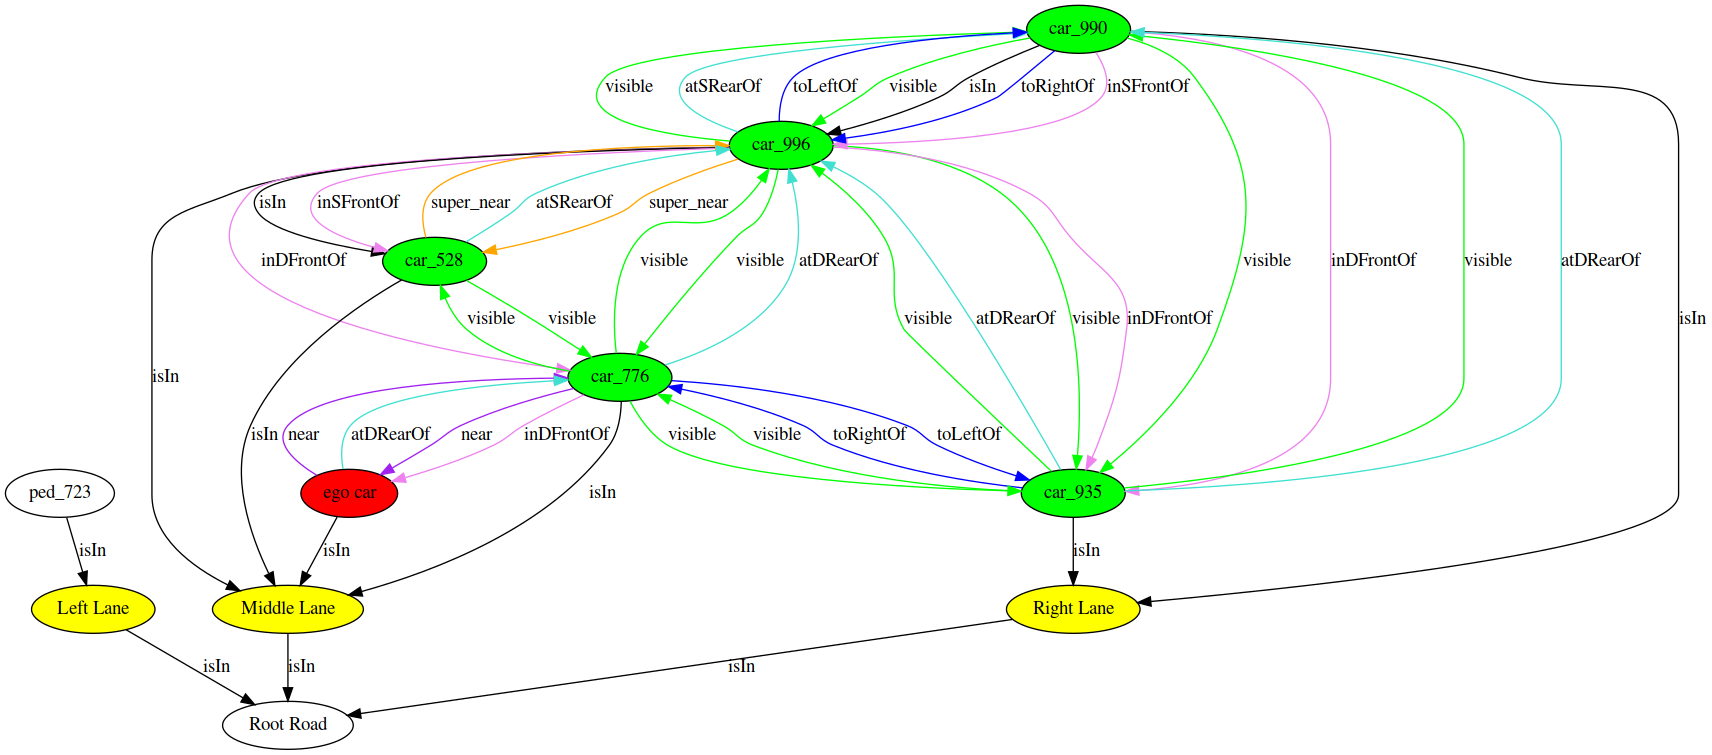 car_990
visible atSRearOf toLeftOf visible isIn toRightOf inSFrontOf
car_996
isIn inSFrontOf super_near atSRearOf super_near
inDFrontOf car_528 visible visible atDRearOf visible inDFrontOf visible atDRearOf
visible visible visible atDRearOf visible inDFrontOf isIn
isIn car_776
isIn near atDRearOf near inDFrontOf visible visible toRightOf toLeftOf
ped_723 ego car isIn car_935
isIn isIn isIn
Left Lane Middle Lane Right Lane
isIn isIn isIn
Root Road